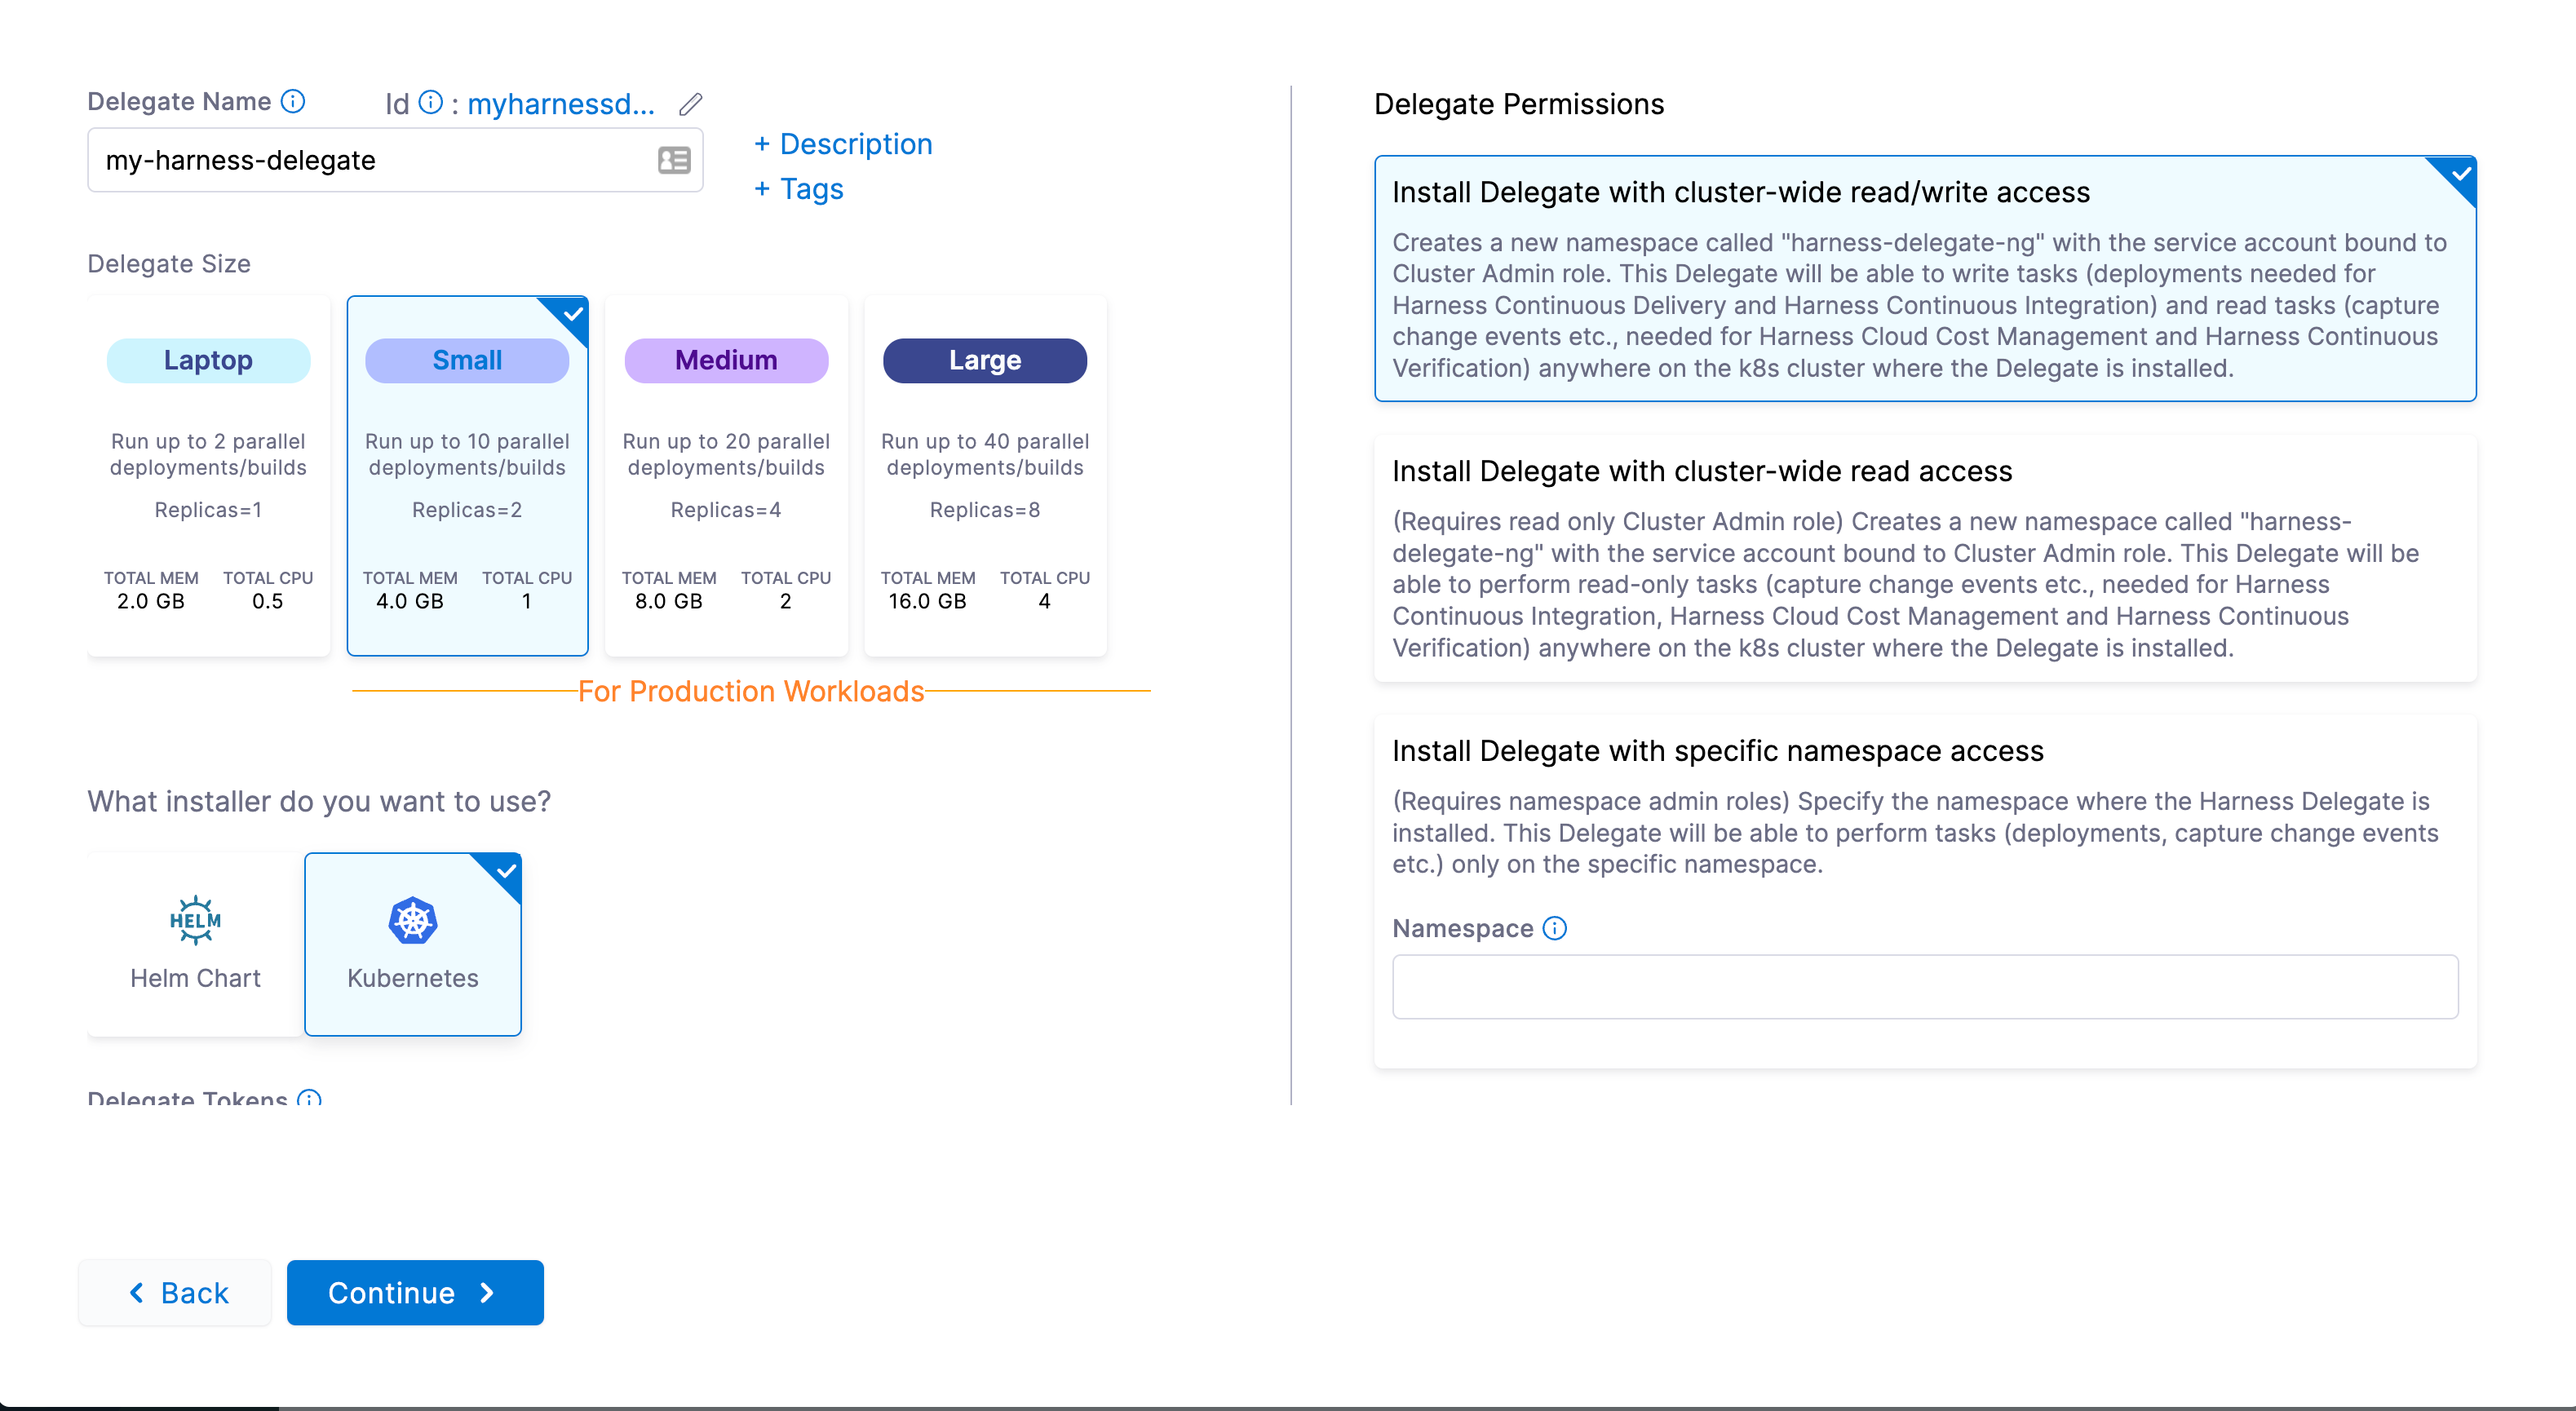 Delegate Name
Id : myharnessd...
my-harness-delegate
+ Description
+ Tags
Delegate Size
Laptop
Run up to 2 parallel
deployments/builds
Replicas=1
TOTAL MEM TOTAL CPU
2.0 GB 0.5
Small
Run up to 10 parallel
deployments/builds
Replicas=2
TOTAL MEM TOTAL CPU
4.0 GB 1
Medium
Run up to 20 parallel
deployments/builds
Replicas=4
TOTAL MEM TOTAL CPU
8.0 GB 2
Large
Run up to 40 parallel
deployments/builds
Replicas=8
TOTAL MEM TOTAL CPU
16.0 GB 4
For Production Workloads
What installer do you want to use?
HELM
Helm Chart
Kubernetes
Delegate Tokens
Back
Continue
Delegate Permissions
Install Delegate with cluster-wide read/write access
Creates a new namespace called "harness-delegate-ng" with the service account bound to
Cluster Admin role. This Delegate will be able to write tasks (deployments needed for
Harness Continuous Delivery and Harness Continuous Integration) and read tasks (capture
change events etc., needed for Harness Cloud Cost Management and Harness Continuous
Verification) anywhere on the k8s cluster where the Delegate is installed.
Install Delegate with cluster-wide read access
(Requires read only Cluster Admin role) Creates a new namespace called "harness-
delegate-ng" with the service account bound to Cluster Admin role. This Delegate will be
able to perform read-only tasks (capture change events etc., needed for Harness
Continuous Integration, Harness Cloud Cost Management and Harness Continuous
Verification) anywhere on the k8s cluster where the Delegate is installed.
Install Delegate with specific namespace access
(Requires namespace admin roles) Specify the namespace where the Harness Delegate is
installed. This Delegate will be able to perform tasks (deployments, capture change events
etc.) only on the specific namespace.
Namespace